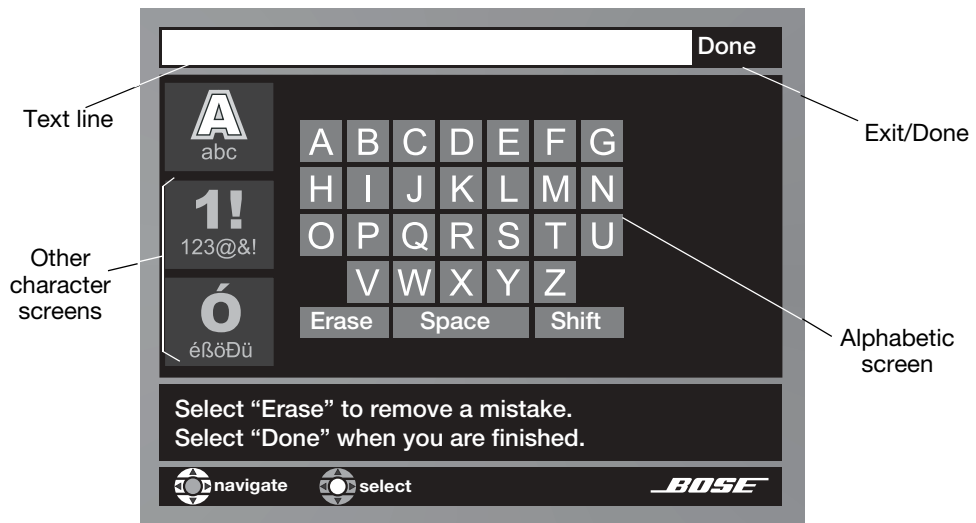 Done
Text line
Exit/Done
A
abc
A B C D E F G
H I J K L M N
1!
123@&!
O P Q R S T U
Other
character
screens
V W X Y Z
Ó
éßöÐü
Erase Space Shift
Alphabetic
screen
Select “Erase” to remove a mistake.
Select “Done” when you are finished.
navigate select BOSE